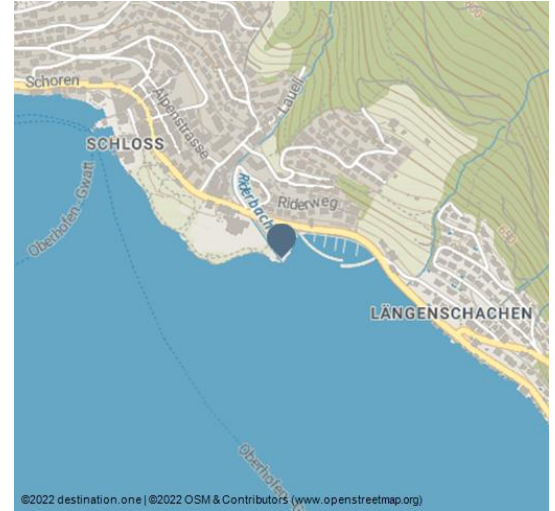 Schoren
Alpenstrasse
Laueli
SCHLOSS
Riderbach
Riderweg
Oberhofen - Gwatt
650
LÄNGENSCHACHEN
Oberhofen - G
©2022 destination.one | ©2022 OSM & Contributors (www.openstreetmap.org)